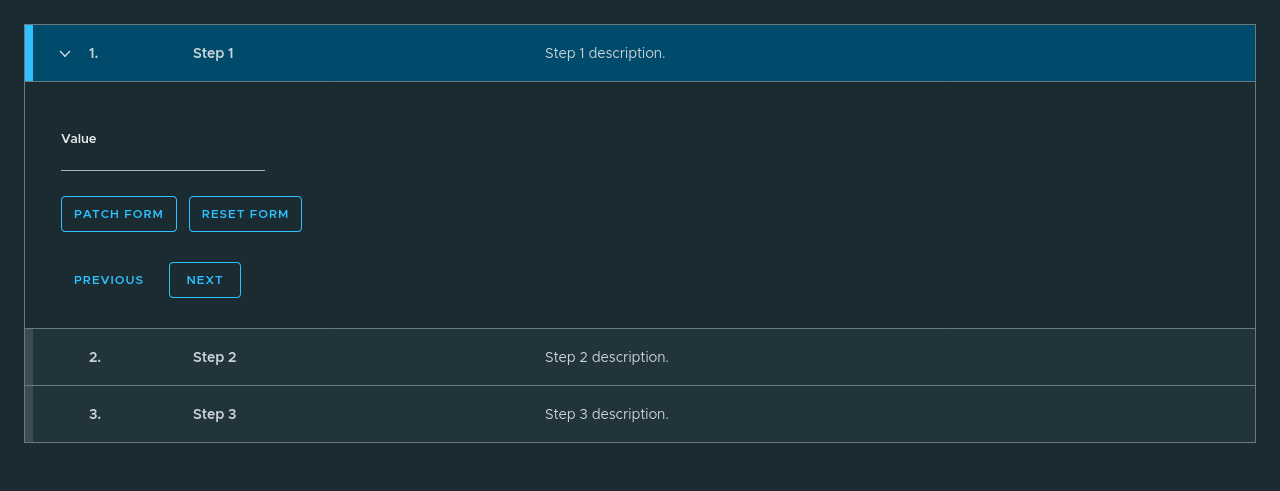 1. Step 1 Step 1 description.
Value
PATCH FORM RESET FORM
PREVIOUS NEXT
2. Step 2 Step 2 description.
3. Step 3 Step 3 description.